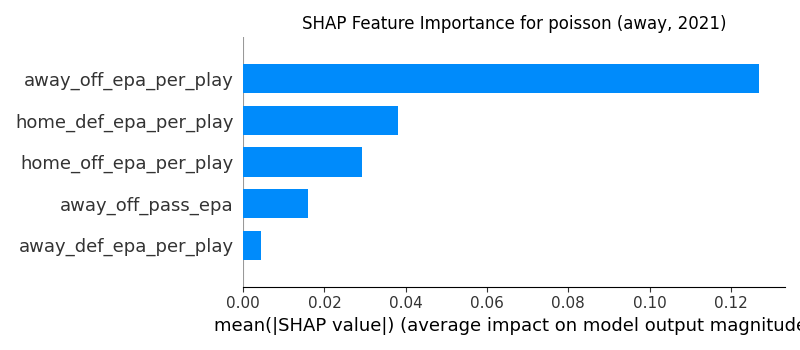 SHAP Feature Importance for poisson (away, 2021)
away_off_epa_per_play
home_def_epa_per_play
home_off_epa_per_play
away_off_pass_epa
away_def_epa_per_play
0.00 0.02 0.04 0.06 0.08 0.10 0.12
mean(|SHAP value|) (average impact on model output magnitude